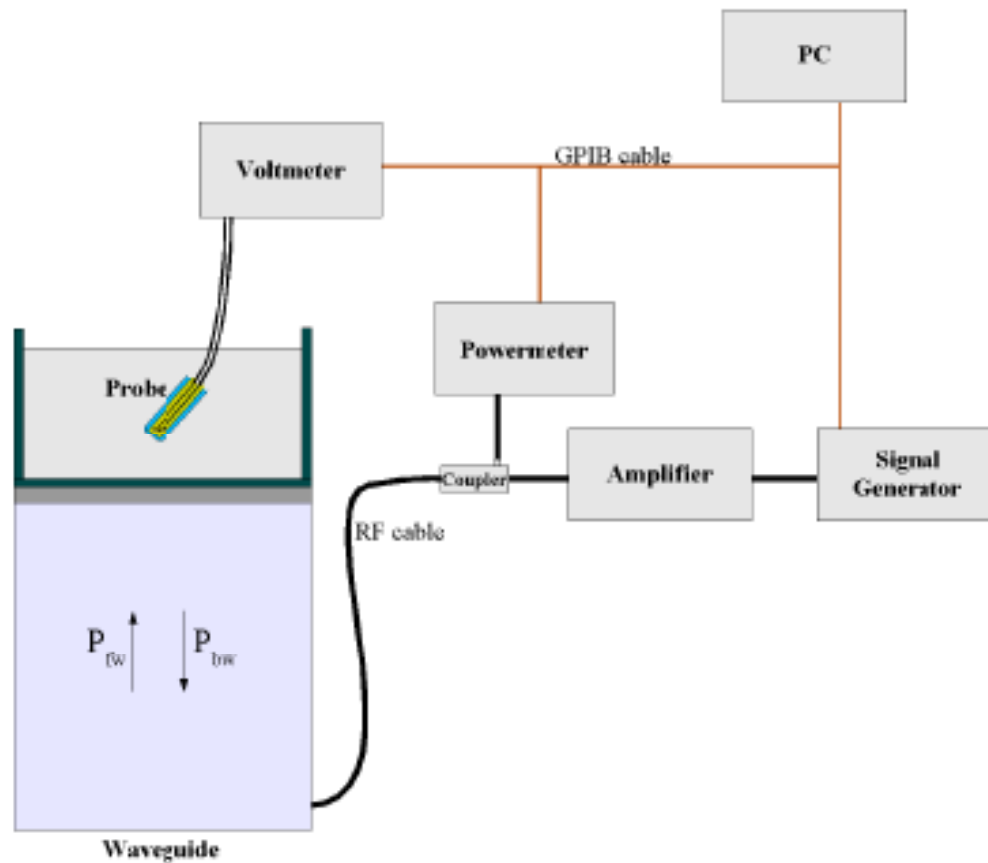 PC
Voltmeter
GPIB cable
Powermeter
Probe
Coupler
Amplifier
Signal
Generator
RF cable
P fw
P bw
Waveguide